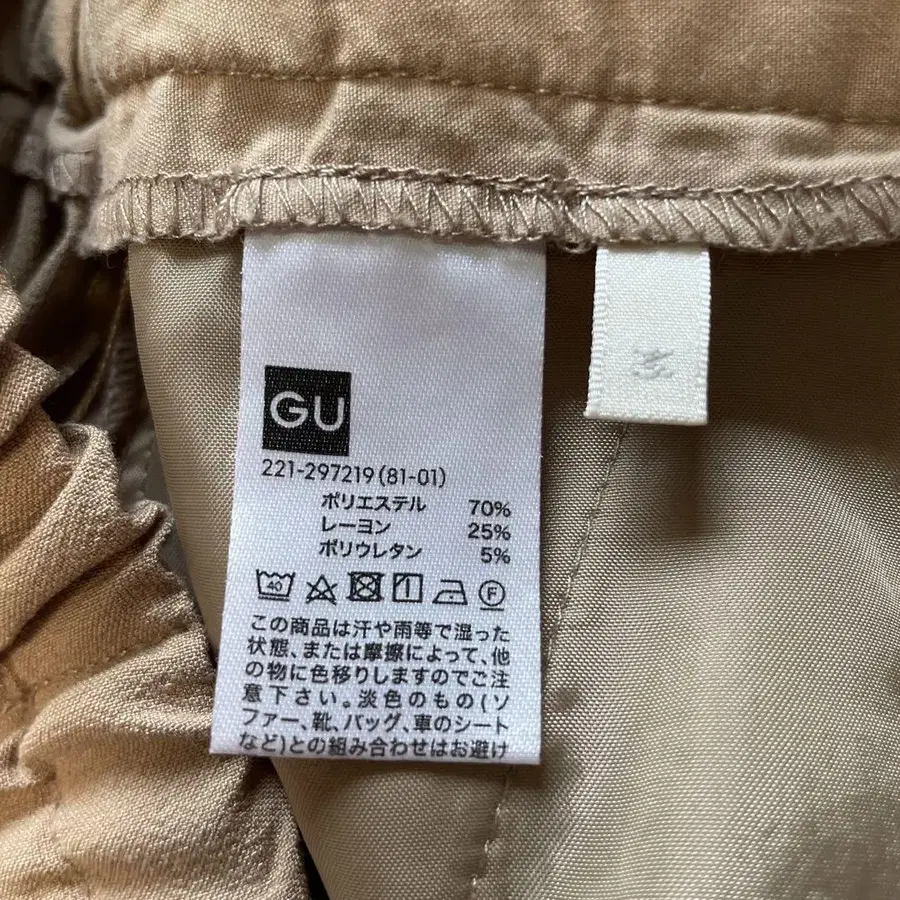 GU
221-297219(81-01)
ポリエステル 70%
レーヨン 25%
ポリウレタン 5%
40
F
この商品は汗や雨等で湿った
状態、または摩擦によって、他
の物に色移りしますのでご注
意下さい。淡色のもの(ソ
ファー、靴、バッグ、車のシート
など)との組み合わせはお避け